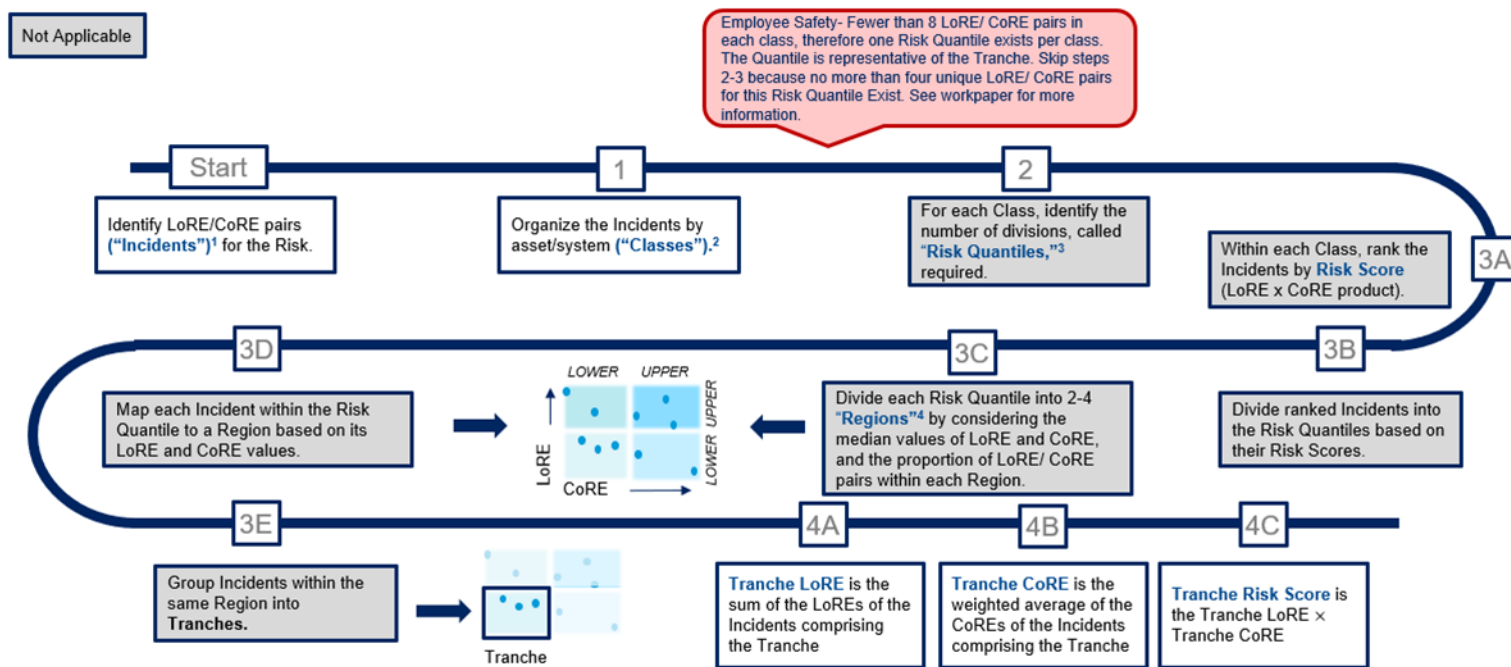 Not Applicable
Employee Safety- Fewer than 8 LoRE/ CoRE pairs in
each class, therefore one Risk Quantile exists per class.
The Quantile is representative of the Tranche. Skip steps
2-3 because no more than four unique LoRE/ CoRE pairs
for this Risk Quantile Exist. See workpaper for more
information.
Start
Identify LoRE/CoRE pairs
(“Incidents”)¹ for the Risk.
1
Organize the Incidents by
asset/system (“Classes”).²
2
For each Class, identify the
number of divisions, called
“Risk Quantiles,”³
required.
3A
Within each Class, rank the
Incidents by Risk Score
(LoRE x CoRE product).
3B
Divide ranked Incidents into
the Risk Quantiles based on
their Risk Scores.
3C
Divide each Risk Quantile into 2-4
“Regions”⁴ by considering the
median values of LoRE and CoRE,
and the proportion of LoRE/ CoRE
pairs within each Region.
LOWER UPPER
UPPER
LOWER
LoRE
CoRE
3D
Map each Incident within the Risk
Quantile to a Region based on its
LoRE and CoRE values.
3E
Group Incidents within the
same Region into
Tranches.
Tranche
4A
Tranche LoRE is the
sum of the LoREs of the
Incidents comprising
the Tranche
4B
Tranche CoRE is the
weighted average of the
CoREs of the Incidents
comprising the Tranche
4C
Tranche Risk Score is
the Tranche LoRE ×
Tranche CoRE